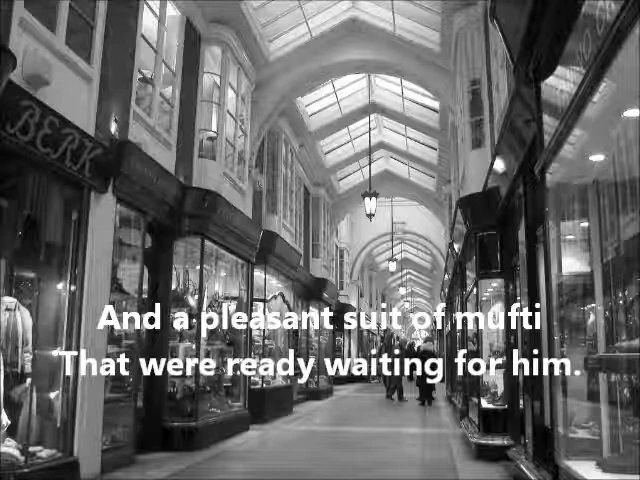 BERK
And a pleasant suit of mufti
That were ready waiting for him.